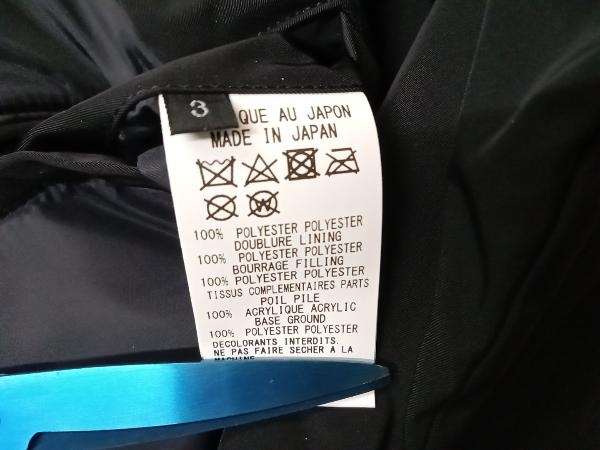 3
QUE AU JAPON
MADE IN JAPAN
W
100% POLYESTER POLYESTER
DOUBLURE LINING
100% POLYESTER POLYESTER
BOURRAGE FILLING
100% POLYESTER POLYESTER
TISSUS COMPLEMENTAIRES PARTS
POIL PILE
100% ACRYLIQUE ACRYLIC
BASE GROUND
100% POLYESTER POLYESTER
DECOLORANTS INTERDITS.
NE PAS FAIRE SECHER A LA
MACHINE